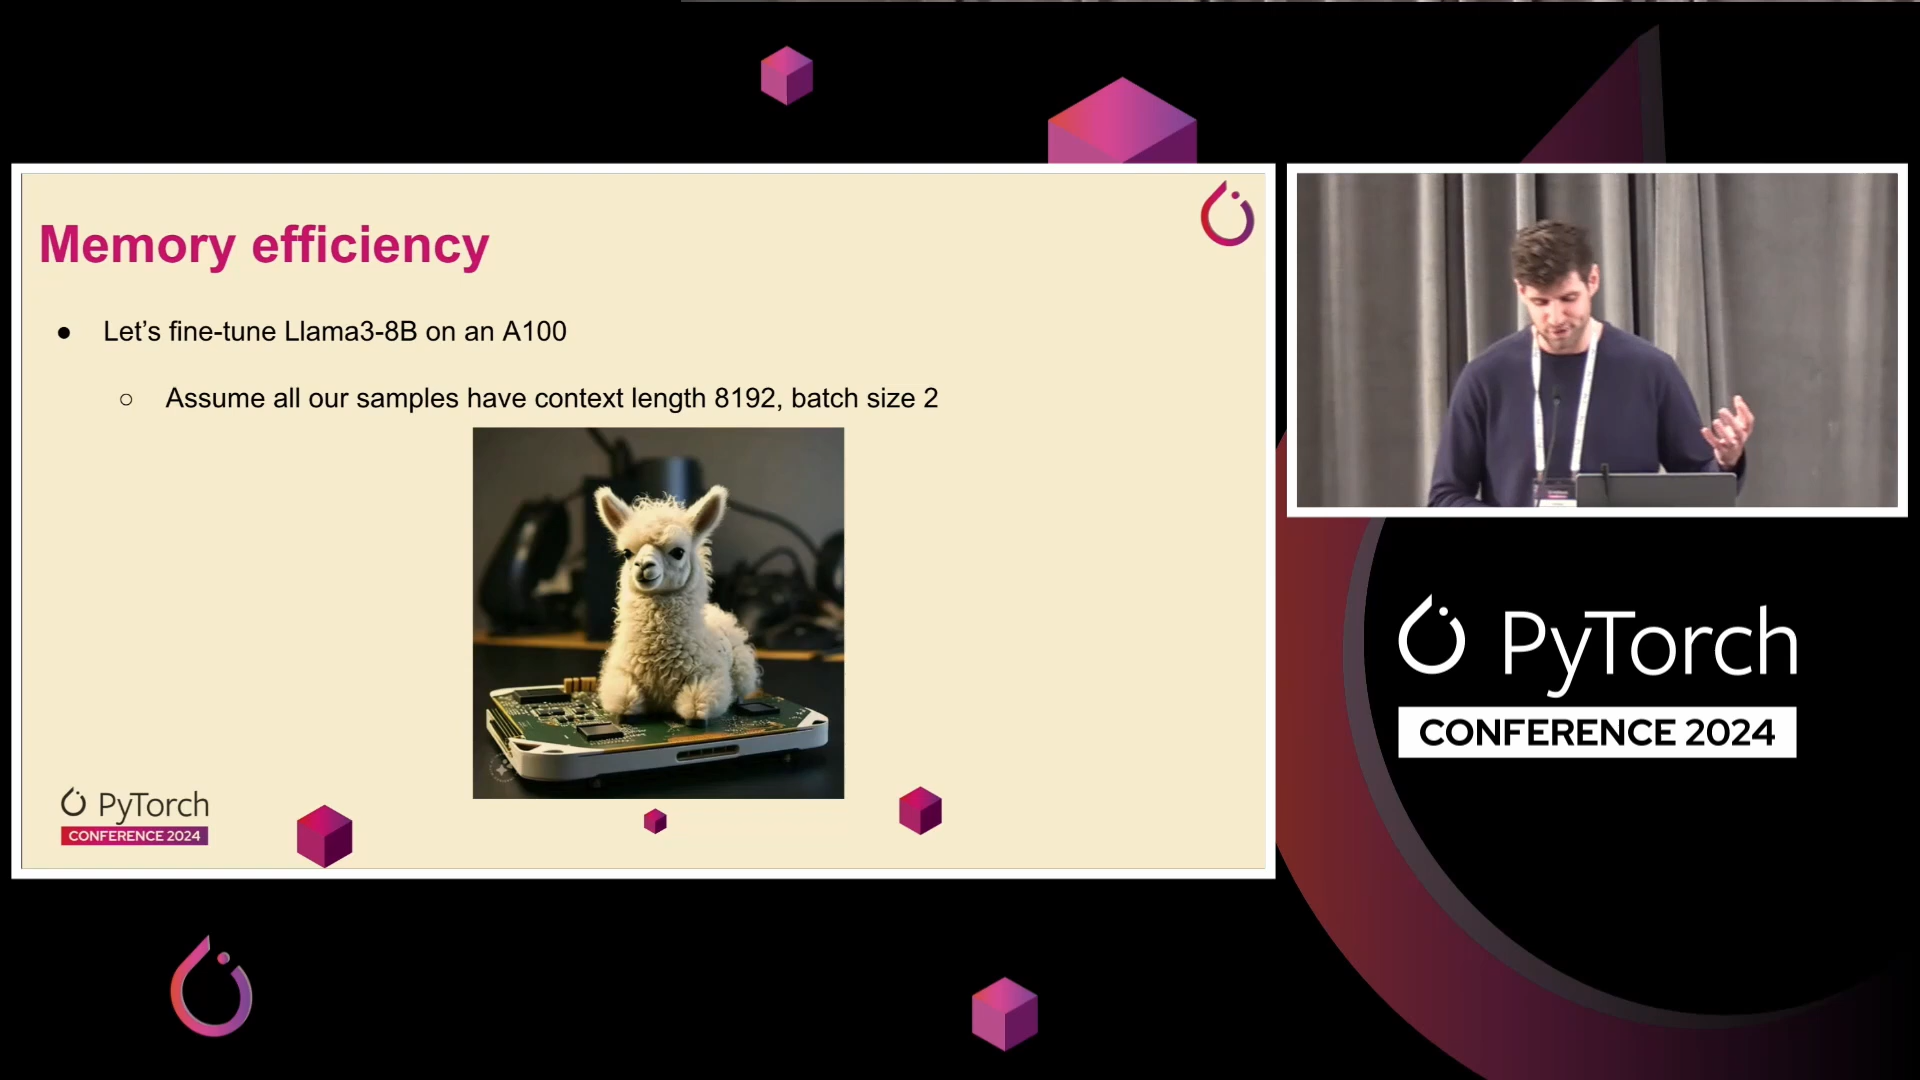 Memory efficiency
● Let’s fine-tune Llama3-8B on an A100
○ Assume all our samples have context length 8192, batch size 2
PyTorch
CONFERENCE 2024
PyTorch
CONFERENCE 2024